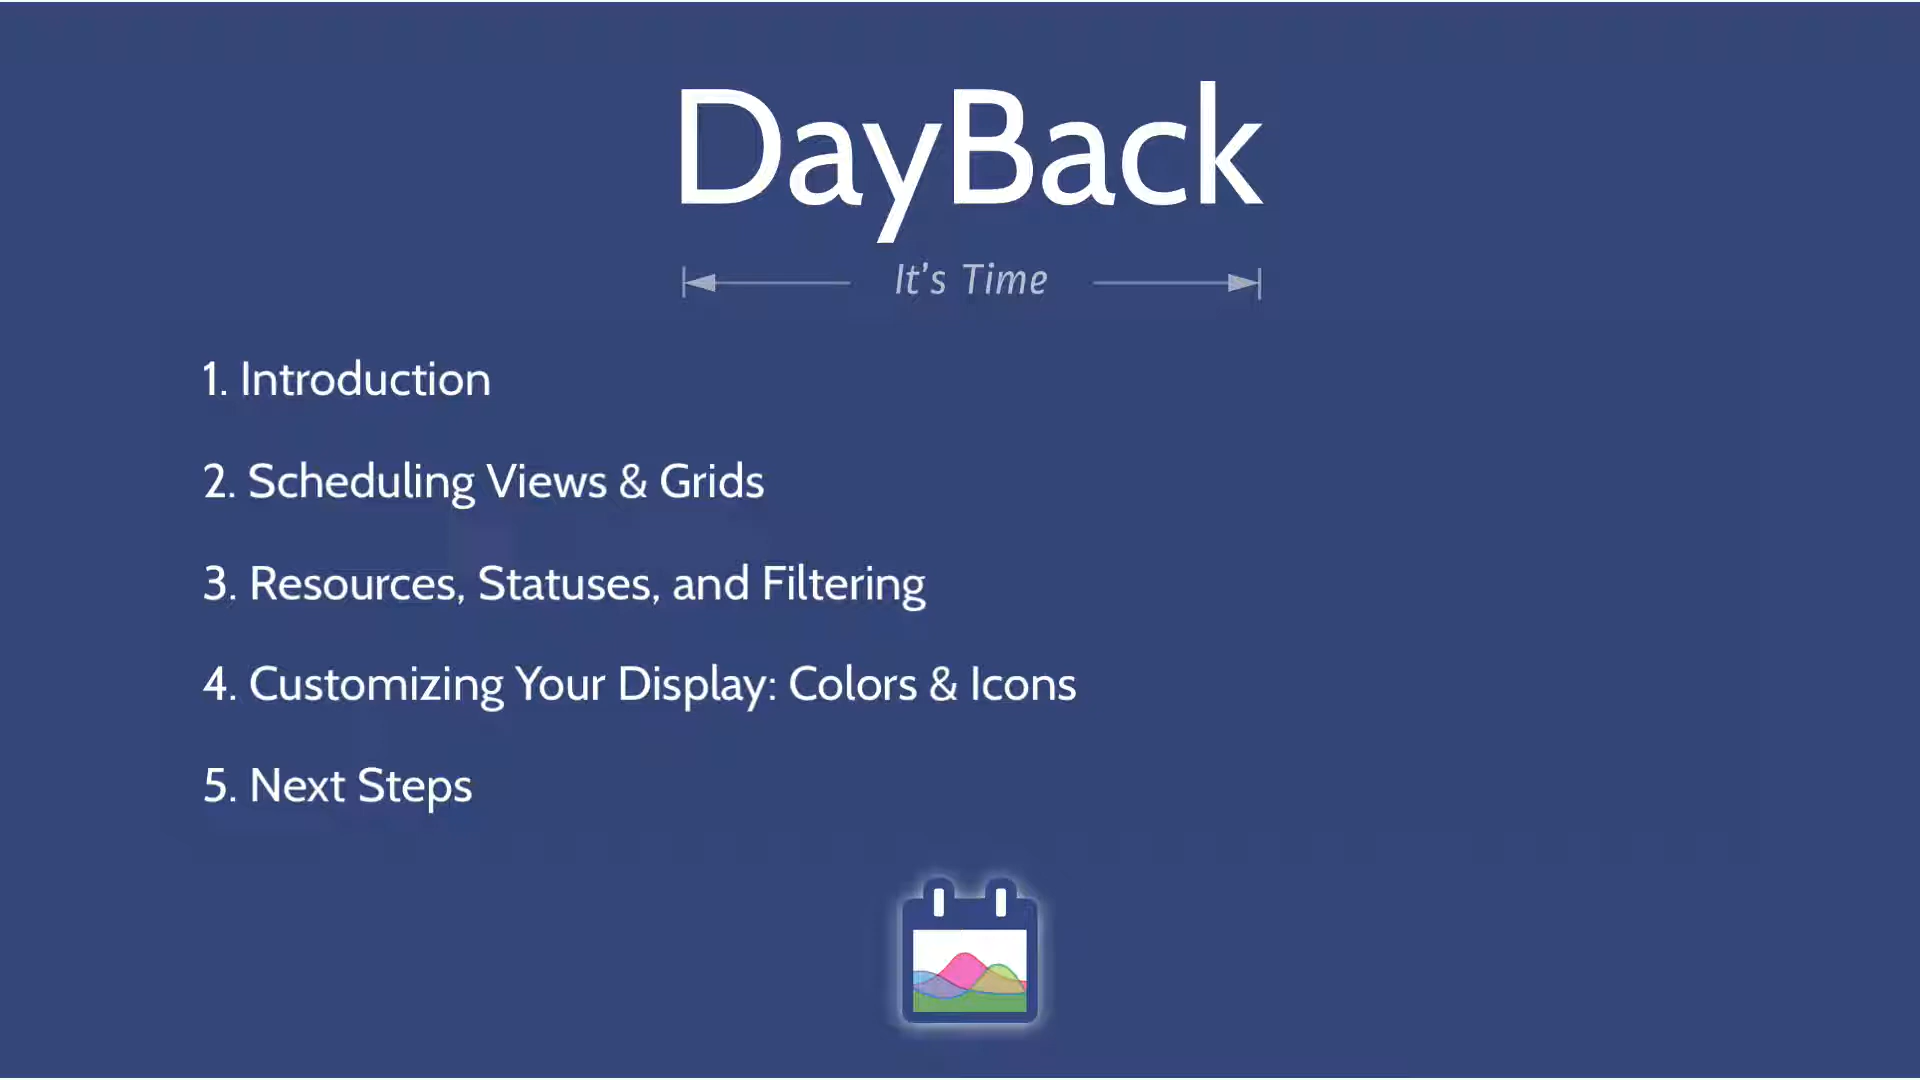 DayBack
It's Time
1. Introduction
2. Scheduling Views & Grids
3. Resources, Statuses, and Filtering
4. Customizing Your Display: Colors & Icons
5. Next Steps